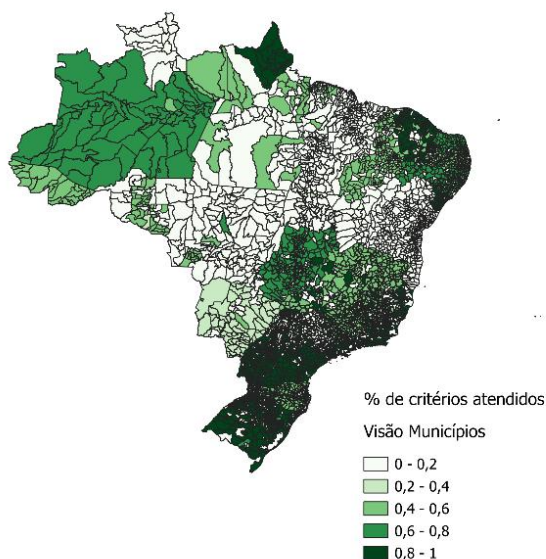 % de critérios atendidos
Visão Municípios
0 - 0,2
0,2 - 0,4
0,4 - 0,6
0,6 - 0,8
0,8 - 1